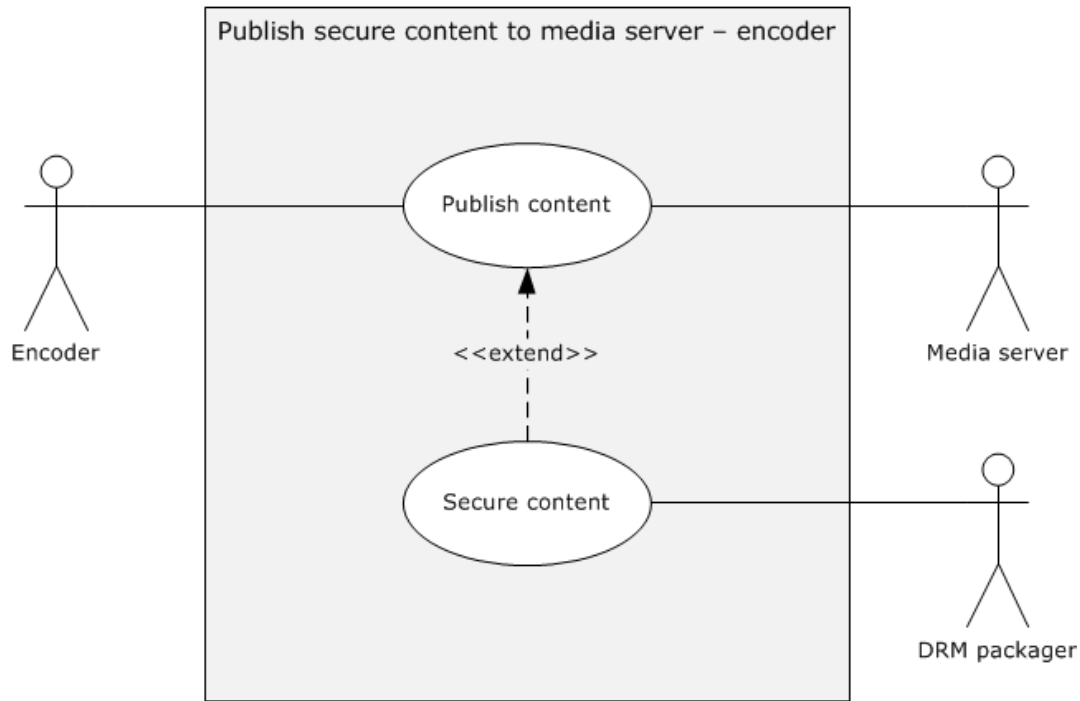 Publish secure content to media server – encoder
Publish content
Encoder
<<extend>>
Media server
Secure content
DRM packager